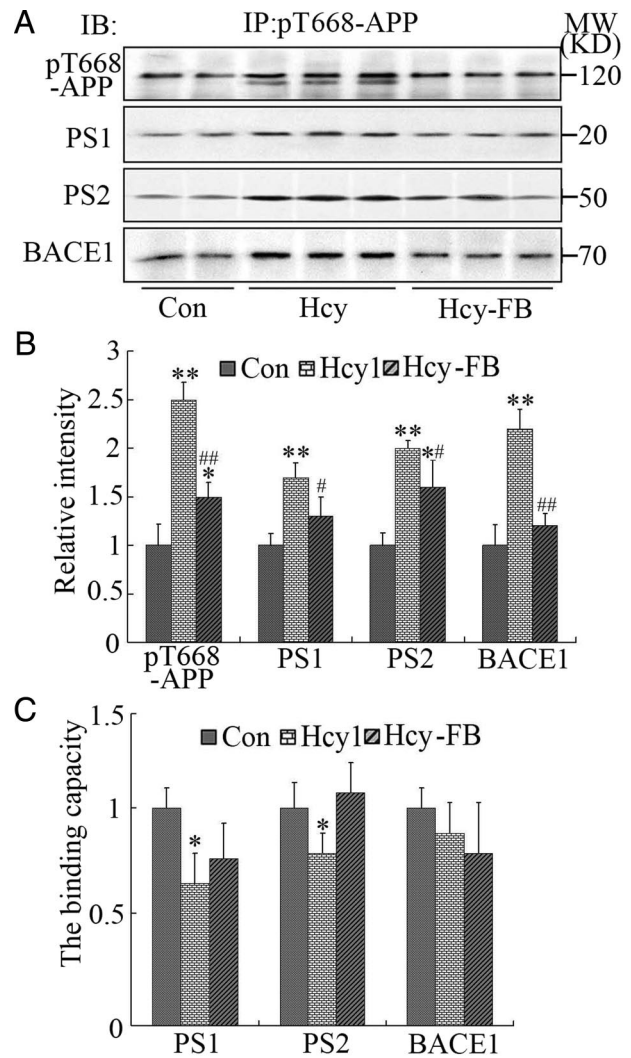 A IB: IP:pT668-APP MW
(KD)
pT668
-APP
120
PS1
20
PS2
50
BACE1
70
Con Hcy Hcy-FB
B
Con Hcy1 Hcy-FB
Relative intensity
3
2.5
2
1.5
1
0.5
0
** ## * ** # ** *# ** ##
pT668
-APP
PS1 PS2 BACE1
C
Con Hcy1 Hcy-FB
The binding capacity
1.5
1
0.5
0
* *
PS1 PS2 BACE1